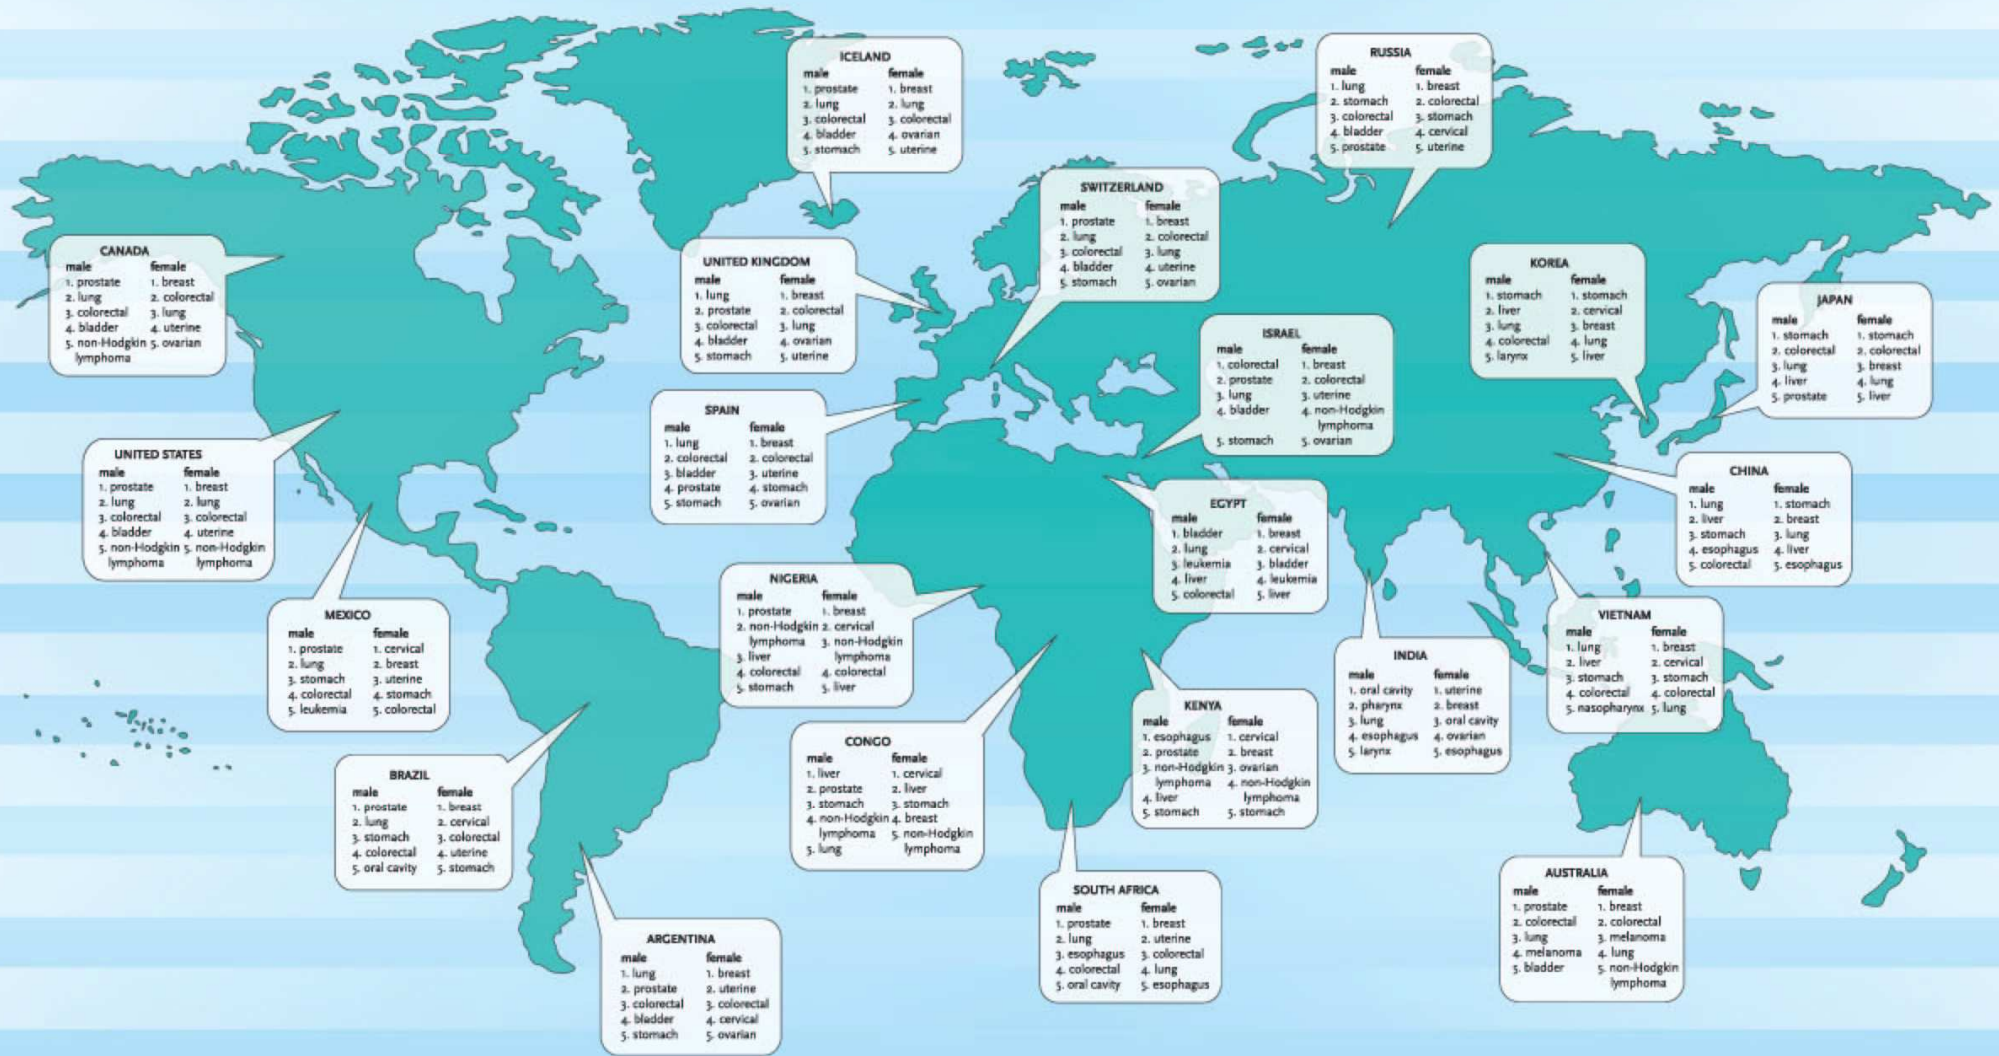 ICELAND
male female
1. prostate 1. breast
2. lung 2. lung
3. colorectal 3. colorectal
4. bladder 4. ovarian
5. stomach 5. uterine
RUSSIA
male female
1. lung 1. breast
2. stomach 2. colorectal
3. colorectal 3. stomach
4. bladder 4. cervical
5. prostate 5. uterine
SWITZERLAND
male female
1. prostate 1. breast
2. lung 2. colorectal
3. colorectal 3. lung
4. bladder 4. uterine
5. stomach 5. ovarian
CANADA
male female
1. prostate 1. breast
2. lung 2. colorectal
3. colorectal 3. lung
4. bladder 4. uterine
5. non-Hodgkin 5. ovarian
lymphoma
UNITED KINGDOM
male female
1. lung 1. breast
2. prostate 2. colorectal
3. colorectal 3. lung
4. bladder 4. ovarian
5. stomach 5. uterine
KOREA
male female
1. stomach 1. stomach
2. liver 2. cervical
3. lung 3. breast
4. colorectal 4. lung
5. larynx 5. liver
JAPAN
male female
1. stomach 1. stomach
2. colorectal 2. colorectal
3. lung 3. breast
4. liver 4. lung
5. prostate 5. liver
ISRAEL
male female
1. colorectal 1. breast
2. prostate 2. colorectal
3. lung 3. uterine
4. bladder 4. non-Hodgkin
lymphoma
5. stomach 5. ovarian
SPAIN
male female
1. lung 1. breast
2. colorectal 2. colorectal
3. bladder 3. uterine
4. prostate 4. stomach
5. stomach 5. ovarian
UNITED STATES
male female
1. prostate 1. breast
2. lung 2. lung
3. colorectal 3. colorectal
4. bladder 4. uterine
5. non-Hodgkin 5. non-Hodgkin
lymphoma lymphoma
CHINA
male female
1. lung 1. stomach
2. liver 2. breast
3. stomach 3. lung
4. esophagus 4. liver
5. colorectal 5. esophagus
EGYPT
male female
1. bladder 1. breast
2. lung 2. cervical
3. leukemia 3. bladder
4. liver 4. leukemia
5. colorectal 5. liver
NIGERIA
male female
1. prostate 1. breast
2. non-Hodgkin 2. cervical
lymphoma 3. non-Hodgkin
3. liver lymphoma
4. colorectal 4. colorectal
5. stomach 5. liver
MEXICO
male female
1. prostate 1. cervical
2. lung 2. breast
3. stomach 3. uterine
4. colorectal 4. stomach
5. leukemia 5. colorectal
VIETNAM
male female
1. lung 1. breast
2. liver 2. cervical
3. stomach 3. stomach
4. colorectal 4. colorectal
5. nasopharynx 5. lung
INDIA
male female
1. oral cavity 1. uterine
2. pharynx 2. breast
3. lung 3. oral cavity
4. esophagus 4. ovarian
5. larynx 5. esophagus
KENYA
male female
1. esophagus 1. cervical
2. prostate 2. breast
3. non-Hodgkin 3. ovarian
lymphoma 4. non-Hodgkin
4. liver lymphoma
5. stomach 5. stomach
CONGO
male female
1. liver 1. cervical
2. prostate 2. liver
3. stomach 3. stomach
4. non-Hodgkin 4. breast
lymphoma 5. non-Hodgkin
5. lung lymphoma
BRAZIL
male female
1. prostate 1. breast
2. lung 2. cervical
3. stomach 3. colorectal
4. colorectal 4. uterine
5. oral cavity 5. stomach
SOUTH AFRICA
male female
1. prostate 1. breast
2. lung 2. uterine
3. esophagus 3. colorectal
4. colorectal 4. lung
5. oral cavity 5. esophagus
AUSTRALIA
male female
1. prostate 1. breast
2. colorectal 2. colorectal
3. lung 3. melanoma
4. melanoma 4. lung
5. bladder 5. non-Hodgkin
lymphoma
ARGENTINA
male female
1. lung 1. breast
2. prostate 2. uterine
3. colorectal 3. colorectal
4. bladder 4. cervical
5. stomach 5. ovarian